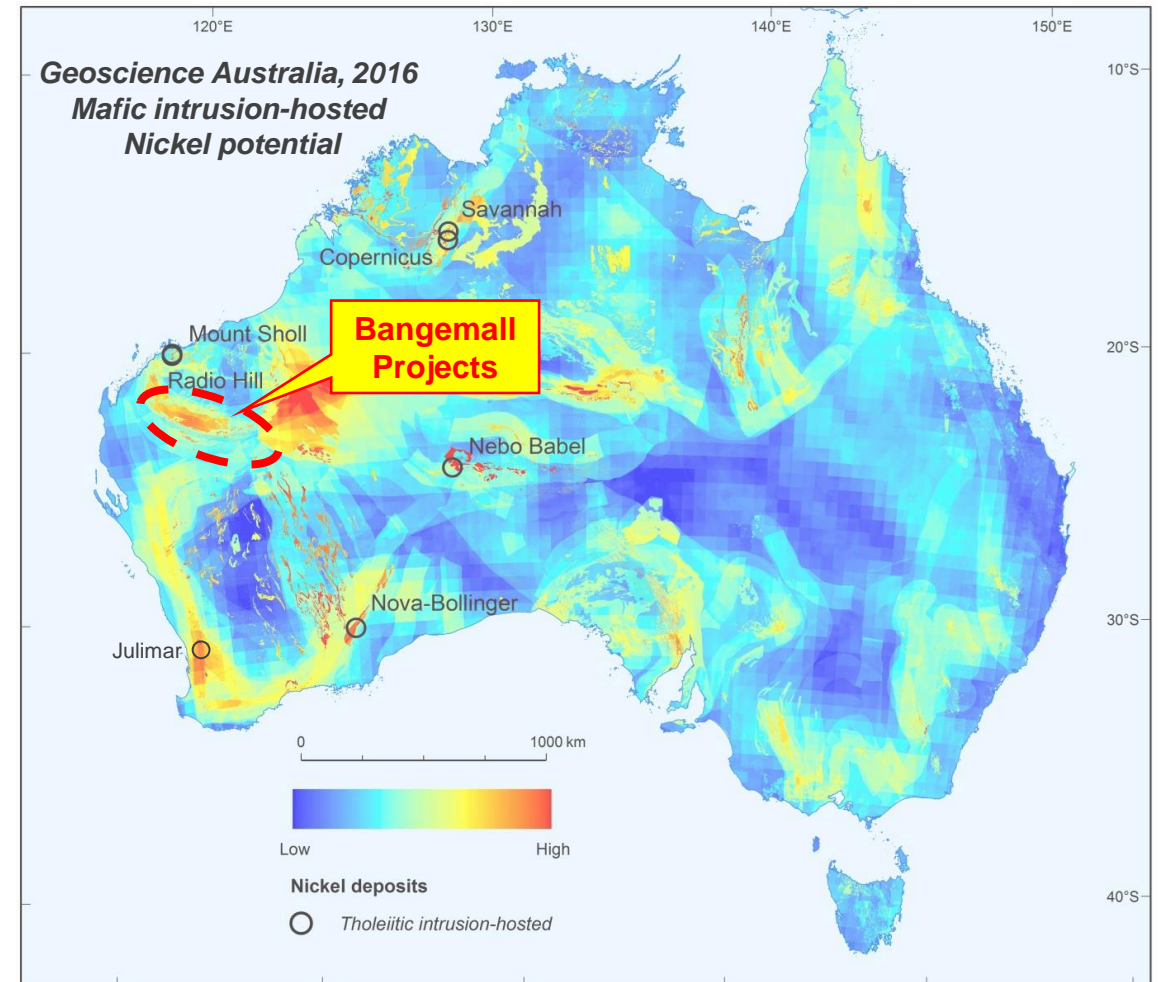 120°E
130°E
140°E
150°E
Geoscience Australia, 2016
Mafic intrusion-hosted
Nickel potential
10°S
Savannah
Copernicus
Bangemall
Projects
Mount Sholl
Radio Hill
20°S
Nebo Babel
Nova-Bollinger
30°S
Julimar
0
1000 km
Low
High
Nickel deposits
Tholeiitic intrusion-hosted
40°S